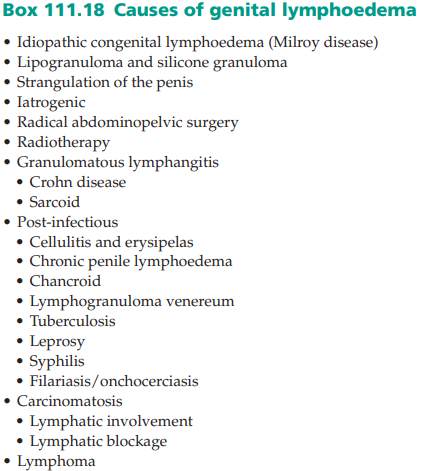 Box 111.18 Causes of genital lymphoedema
• Idiopathic congenital lymphoedema (Milroy disease)
• Lipogranuloma and silicone granuloma
• Strangulation of the penis
• Iatrogenic
• Radical abdominopelvic surgery
• Radiotherapy
• Granulomatous lymphangitis
• Crohn disease
• Sarcoid
• Post-infectious
• Cellulitis and erysipelas
• Chronic penile lymphoedema
• Chancroid
• Lymphogranuloma venereum
• Tuberculosis
• Leprosy
• Syphilis
• Filariasis/onchocerciasis
• Carcinomatosis
• Lymphatic involvement
• Lymphatic blockage
• Lymphoma